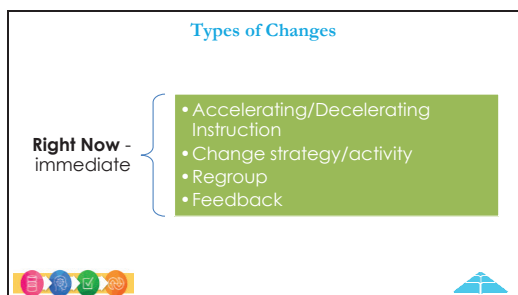 Types of Changes
Right Now -
immediate
• Accelerating/Decelerating
Instruction
• Change strategy/activity
• Regroup
• Feedback